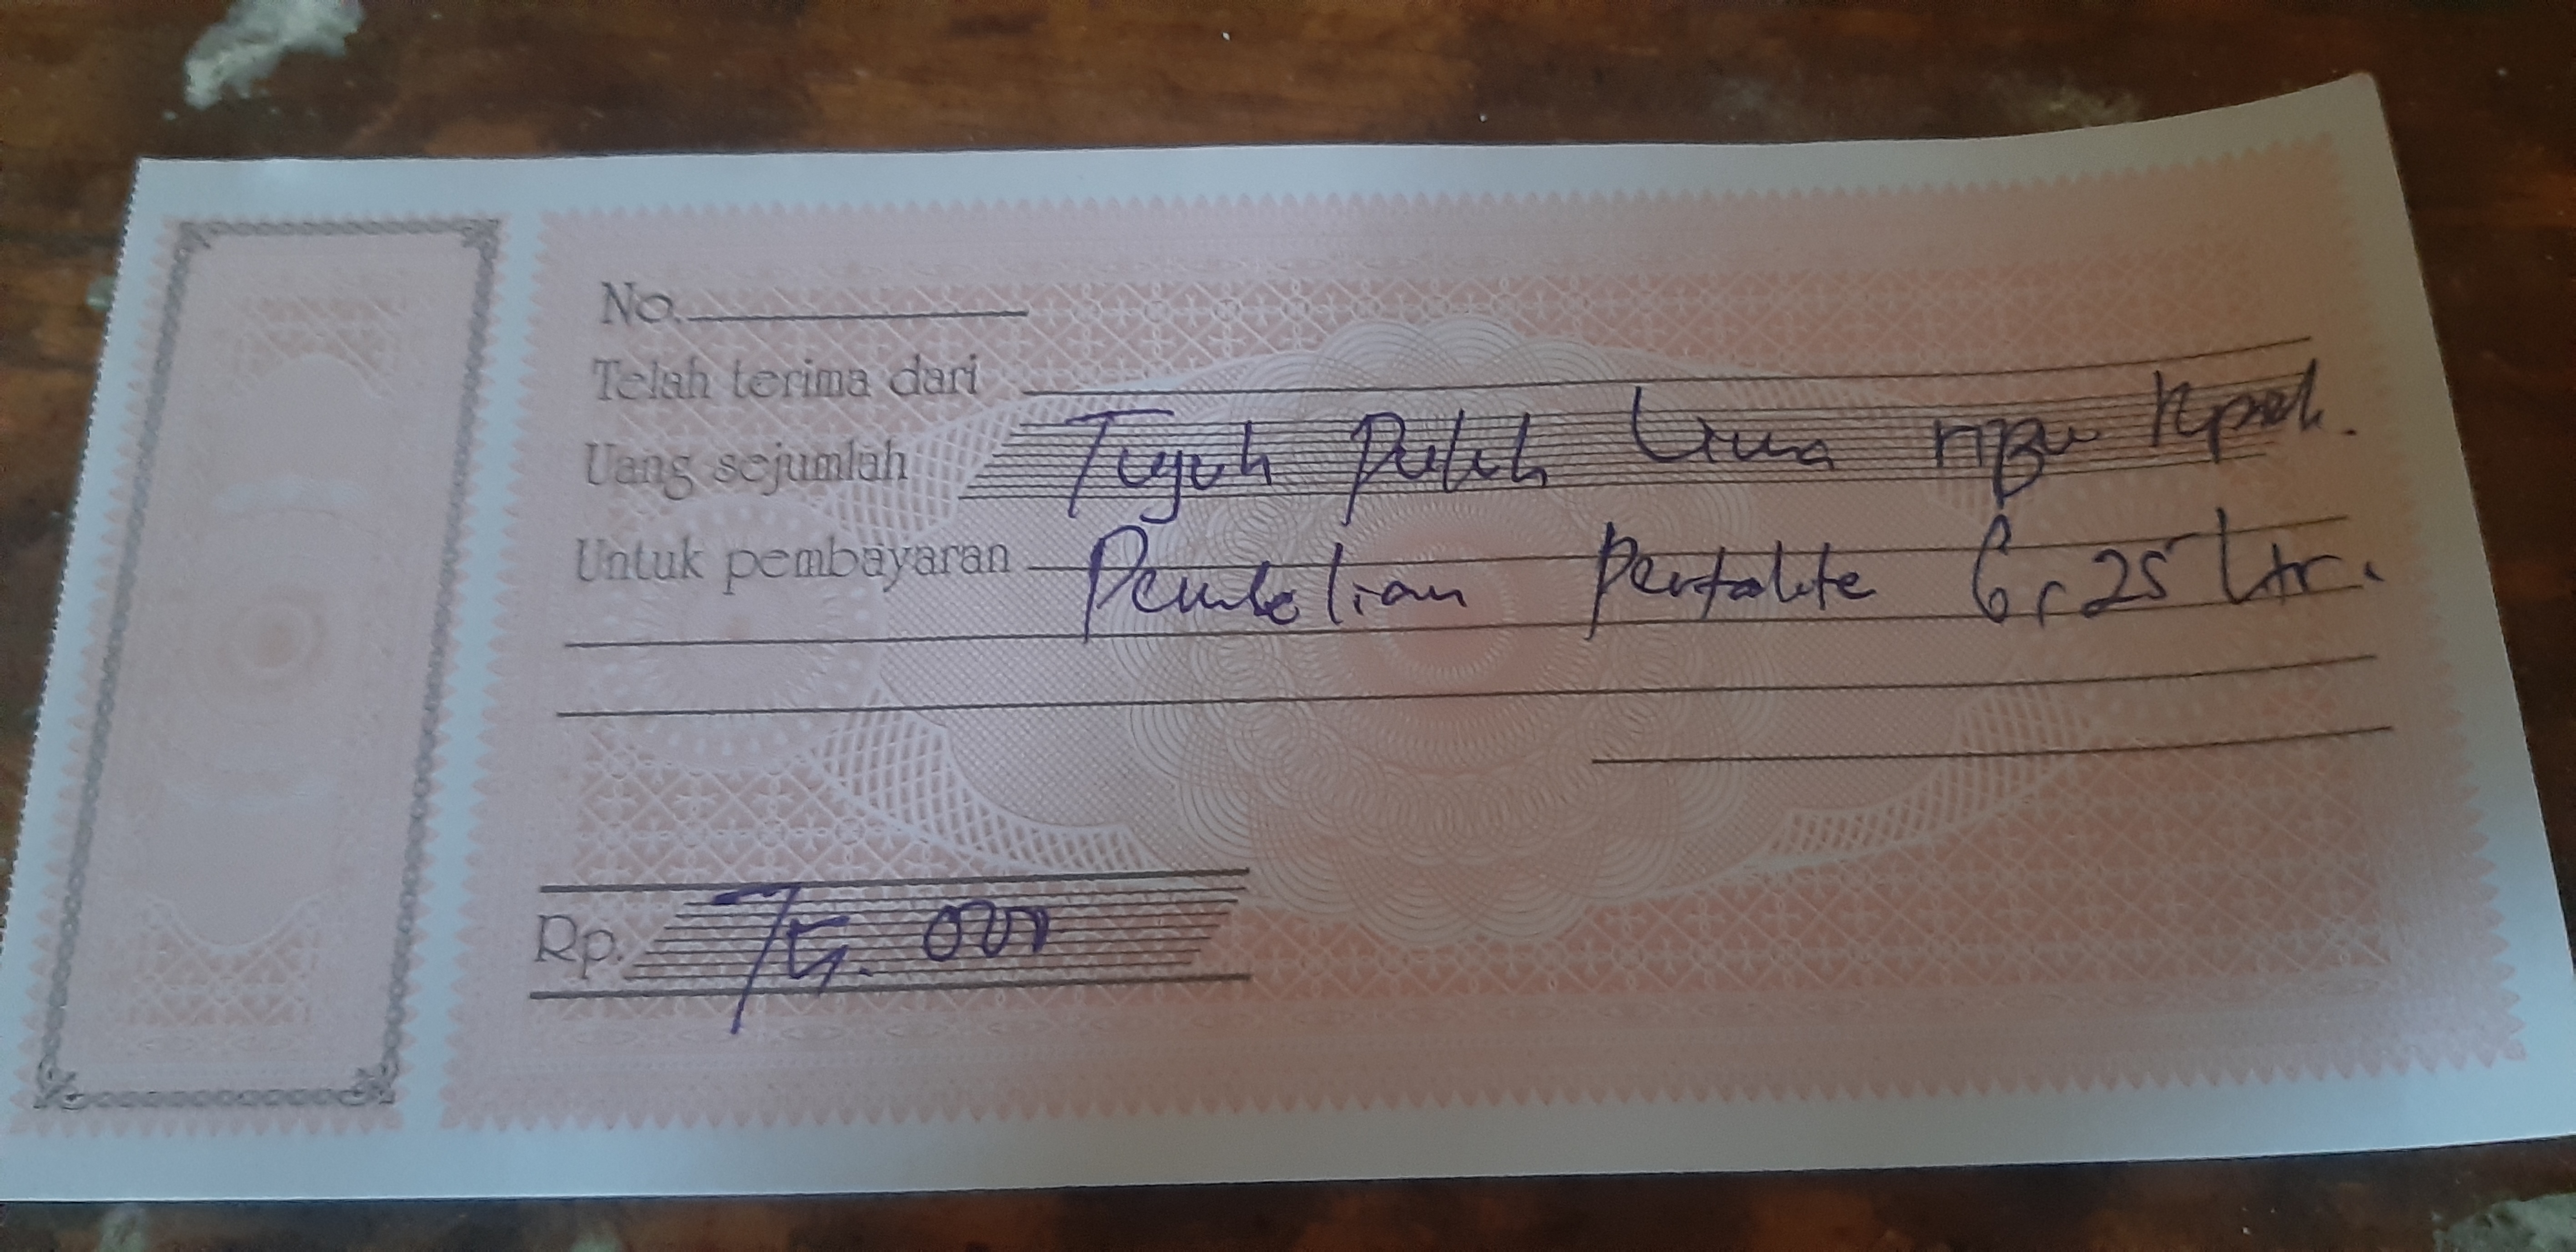 No.
Telah terima dari
Uang sejumlah Tujuh Puluh Lima ribu Rpiah.
Untuk pembayaran Pembelian Pertalite 6,25 Ltr.
Rp. 75.000